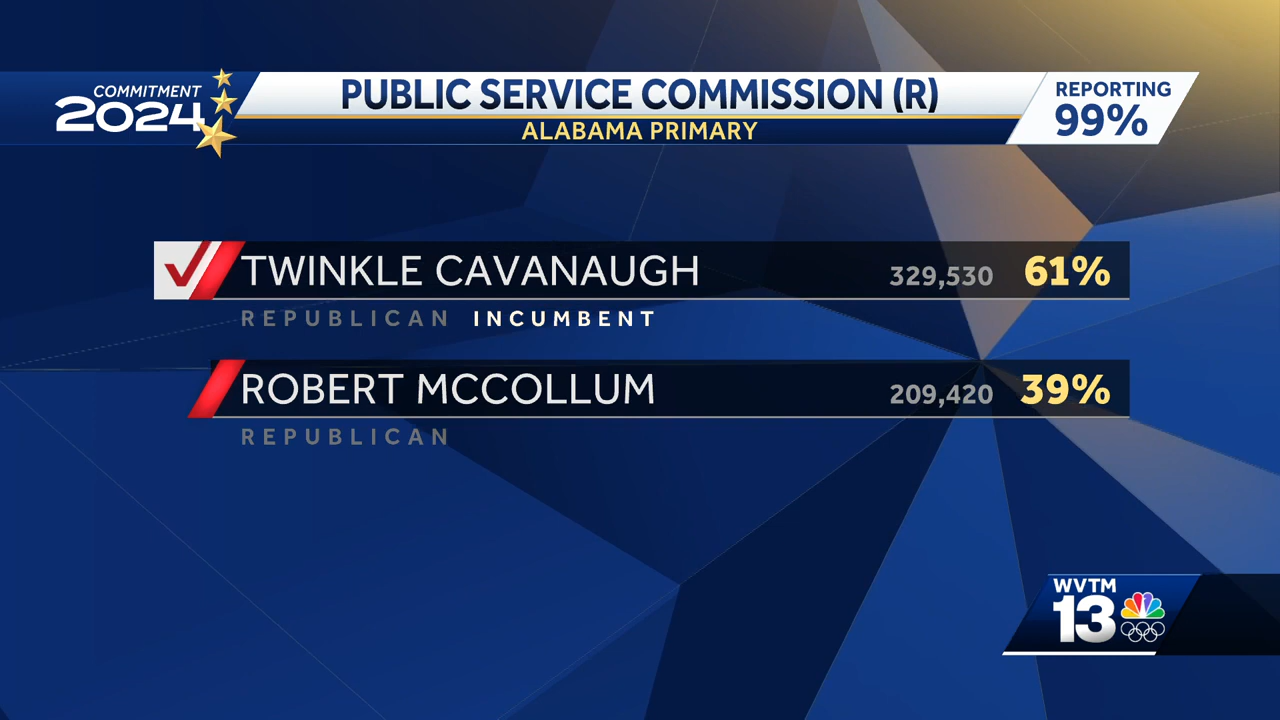 COMMITMENT
2024
PUBLIC SERVICE COMMISSION (R)
ALABAMA PRIMARY
REPORTING
99%
TWINKLE CAVANAUGH 329,530 61%
REPUBLICAN INCUMBENT
ROBERT MCCOLLUM 209,420 39%
REPUBLICAN
WVTM
13